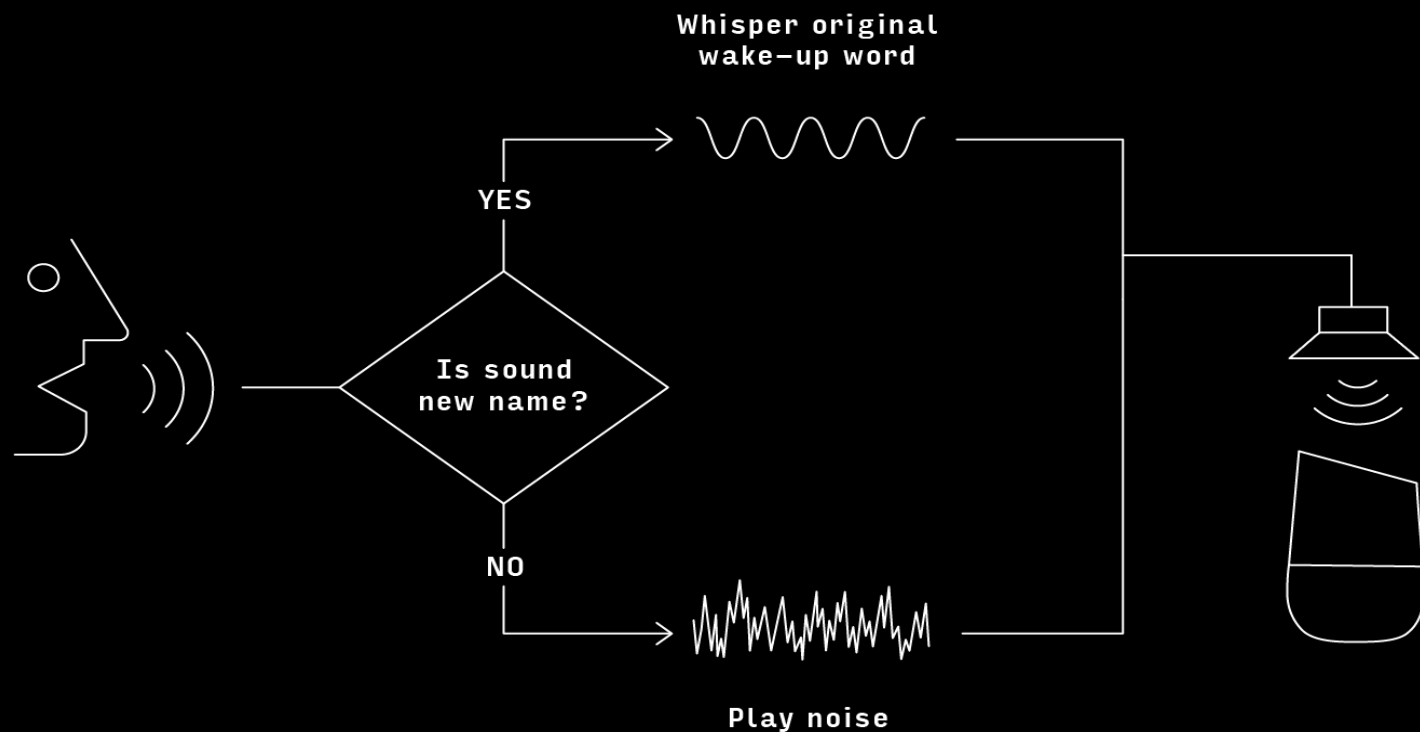 Whisper original
wake-up word
YES
Is sound
new name?
NO
Play noise